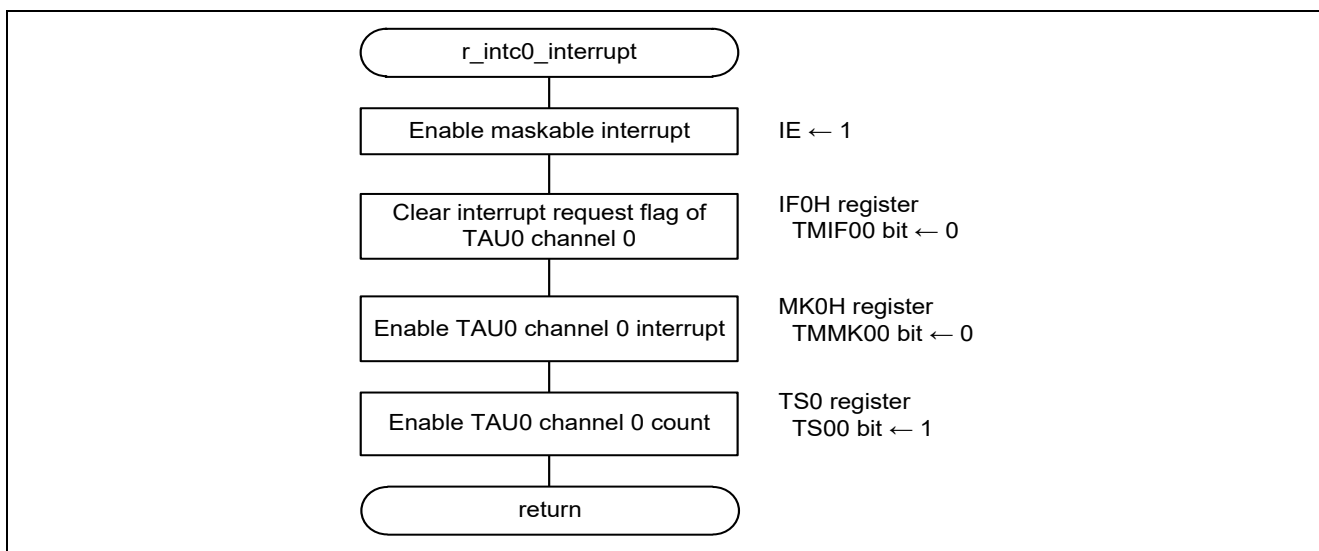 r_intc0_interrupt
Enable maskable interrupt
IE ← 1
Clear interrupt request flag of
TAU0 channel 0
IF0H register
TMIF00 bit ← 0
Enable TAU0 channel 0 interrupt
MK0H register
TMMK00 bit ← 0
Enable TAU0 channel 0 count
TS0 register
TS00 bit ← 1
return